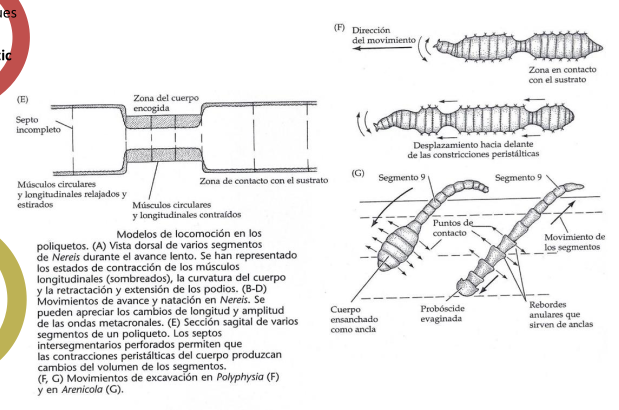 ues
tic
(E)
Zona del cuerpo
encogida
Septo
incompleto
Músculos circulares
y longitudinales relajados y
estirados
Músculos circulares
y longitudinales contraídos
Zona de contacto con el sustrato
Modelos de locomoción en los
poliquetos. (A) Vista dorsal de varios segmentos
de Nereis durante el avance lento. Se han representado
los estados de contracción de los músculos
longitudinales (sombreados), la curvatura del cuerpo
y la retractación y extensión de los podios. (B-D)
Movimientos de avance y natación en Nereis. Se
pueden apreciar los cambios de longitud y amplitud
de las ondas metacronales. (E) Sección sagital de varios
segmentos de un poliqueto. Los septos
intersegmentarios perforados permiten que
las contracciones peristálticas del cuerpo produzcan
cambios del volumen de los segmentos.
(F, G) Movimientos de excavación en Polyphysia (F)
y en Arenicola (G).
(F)
Dirección
del movimiento
Zona en contacto
con el sustrato
Desplazamiento hacia delante
de las constricciones peristálticas
(G)
Segmento 9
Segmento 9
Puntos de
contacto
Movimiento de
los segmentos
Cuerpo
ensanchado
como ancla
Probóscide
evaginada
Rebordes
anulares que
sirven de anclas